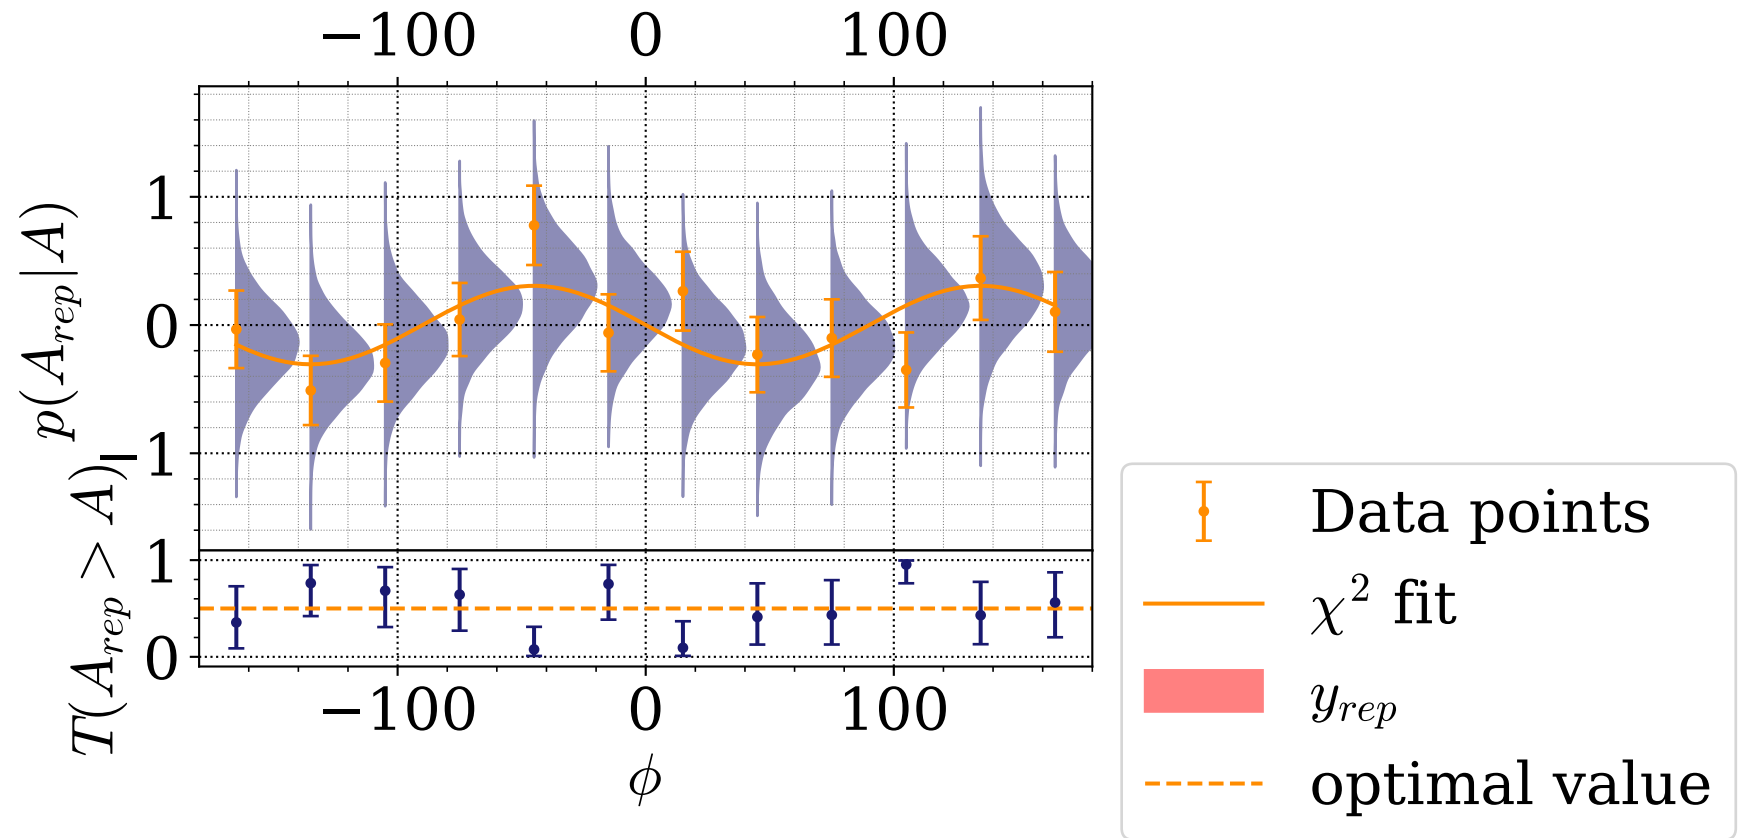 −100 0 100
p(A_rep|A)
1
0
−1
T(A_rep > A)
1
0
−100 0 100
ϕ
Data points
χ² fit
y_rep
optimal value